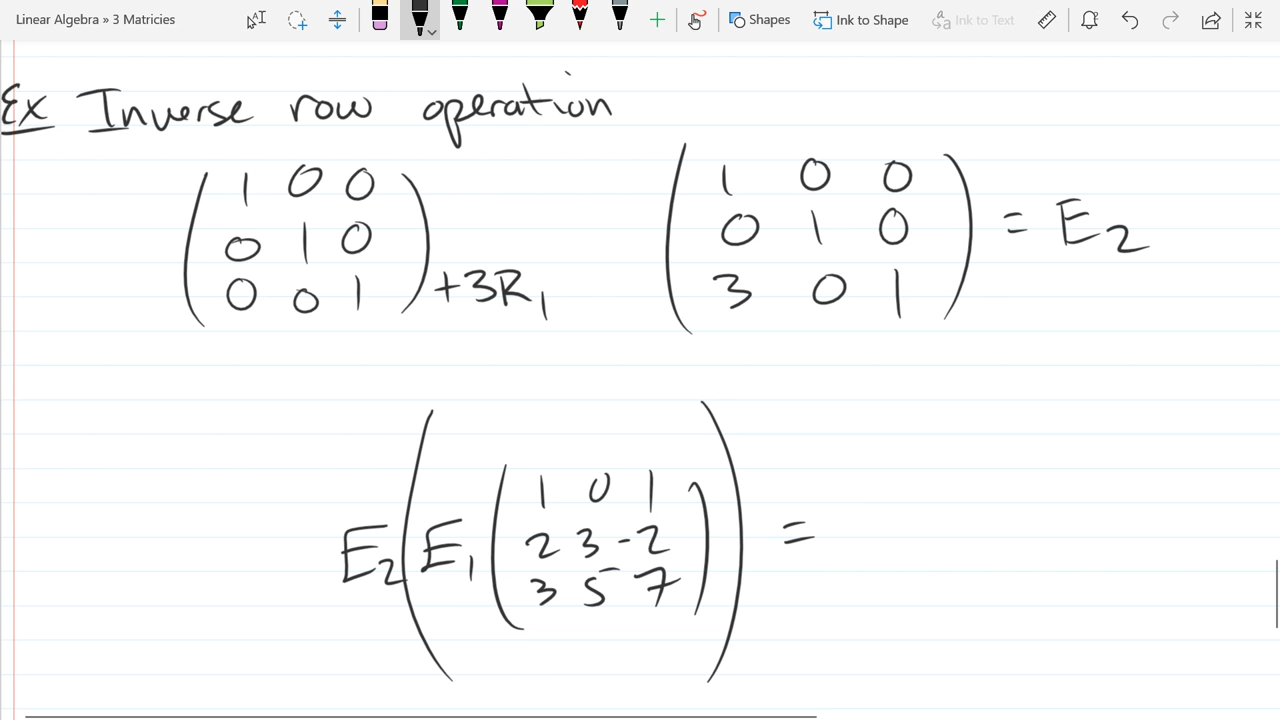 Linear Algebra » 3 Matricies
Shapes
Ink to Shape
Ink to Text
Ex Inverse row operation
1 0 0
0 1 0
0 0 1 +3R₁
1 0 0
0 1 0 = E₂
3 0 1
E₂(E₁(
1 0 1
2 3 -2
3 5 7
)) =